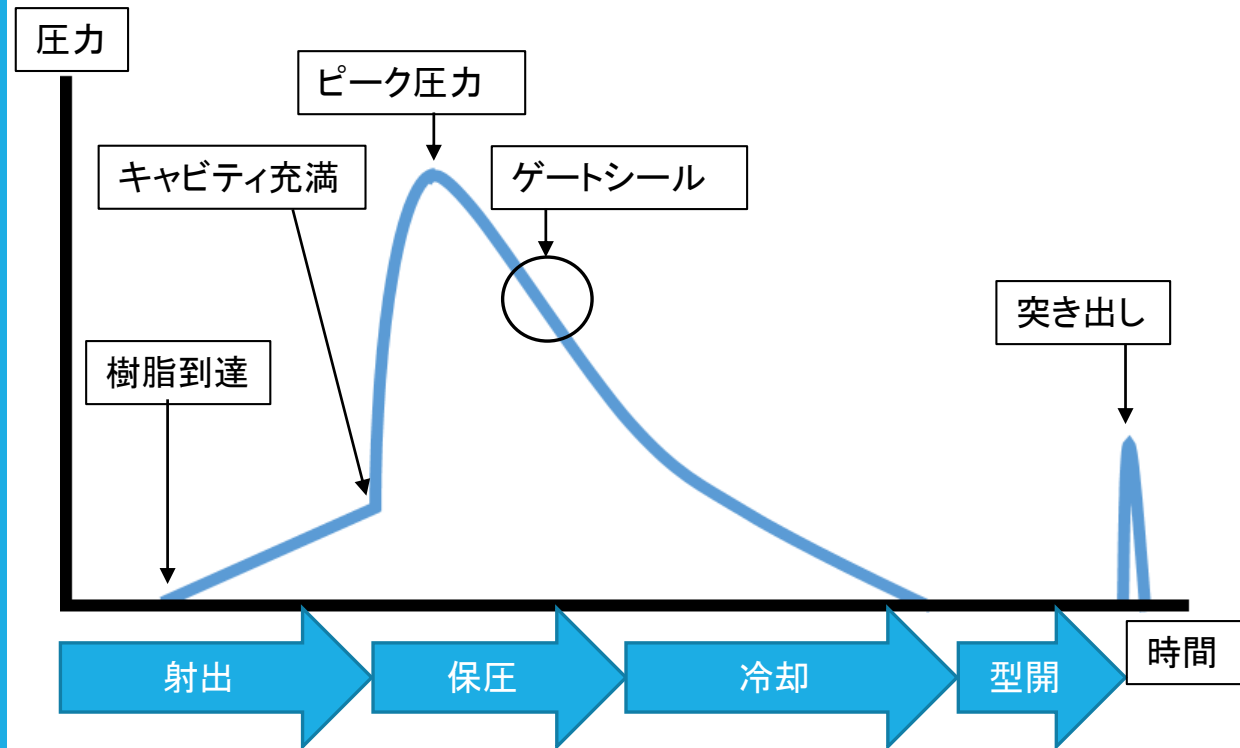 圧力
ピーク圧力
キャビティ充満
ゲートシール
突き出し
樹脂到達
時間
射出
保圧
冷却
型開